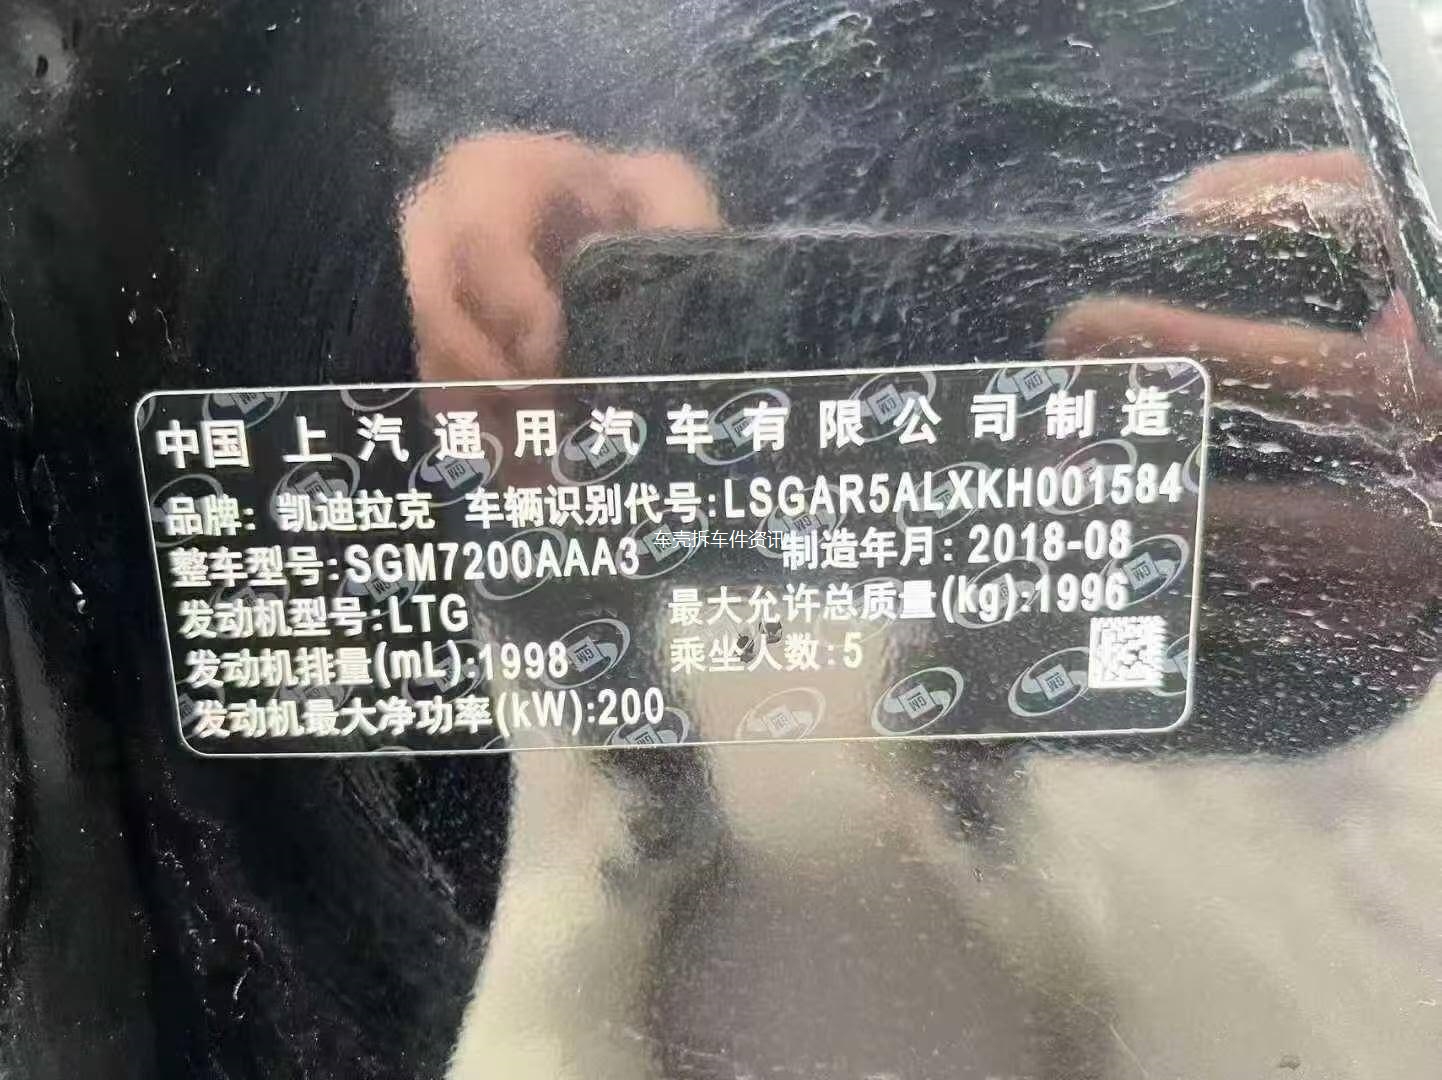 中国 上汽通用汽车有限公司制造
品牌: 凯迪拉克 车辆识别代号:LSGAR5ALXKH001584
整车型号:SGM7200AAA3 车壳拆车件资讯 制造年月: 2018-08
发动机型号:LTG 最大允许总质量(kg):1996
发动机排量(mL):1998 乘坐人数:5
发动机最大净功率(kW):200